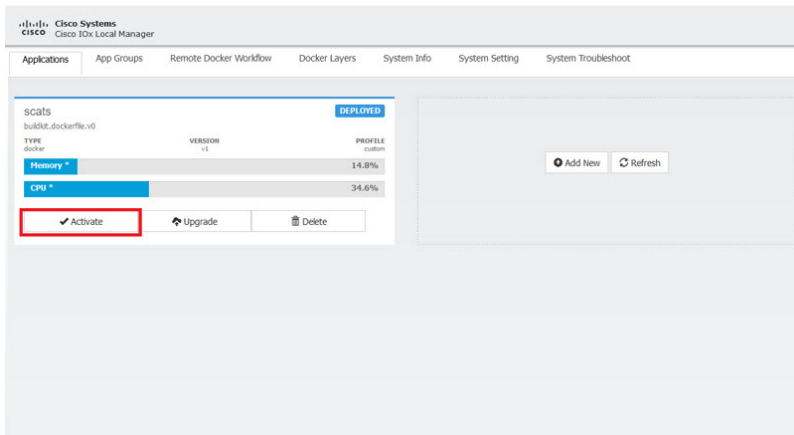 Cisco Systems
CISCO Cisco IOx Local Manager
Applications App Groups Remote Docker Workflow Docker Layers System Info System Setting System Troubleshoot
scats DEPLOYED
buildkit.dockerfile.v0
TYPE VERSION PROFILE
docker v1 custom
Memory * 14.8%
CPU * 34.6%
Activate Upgrade Delete
Add New Refresh